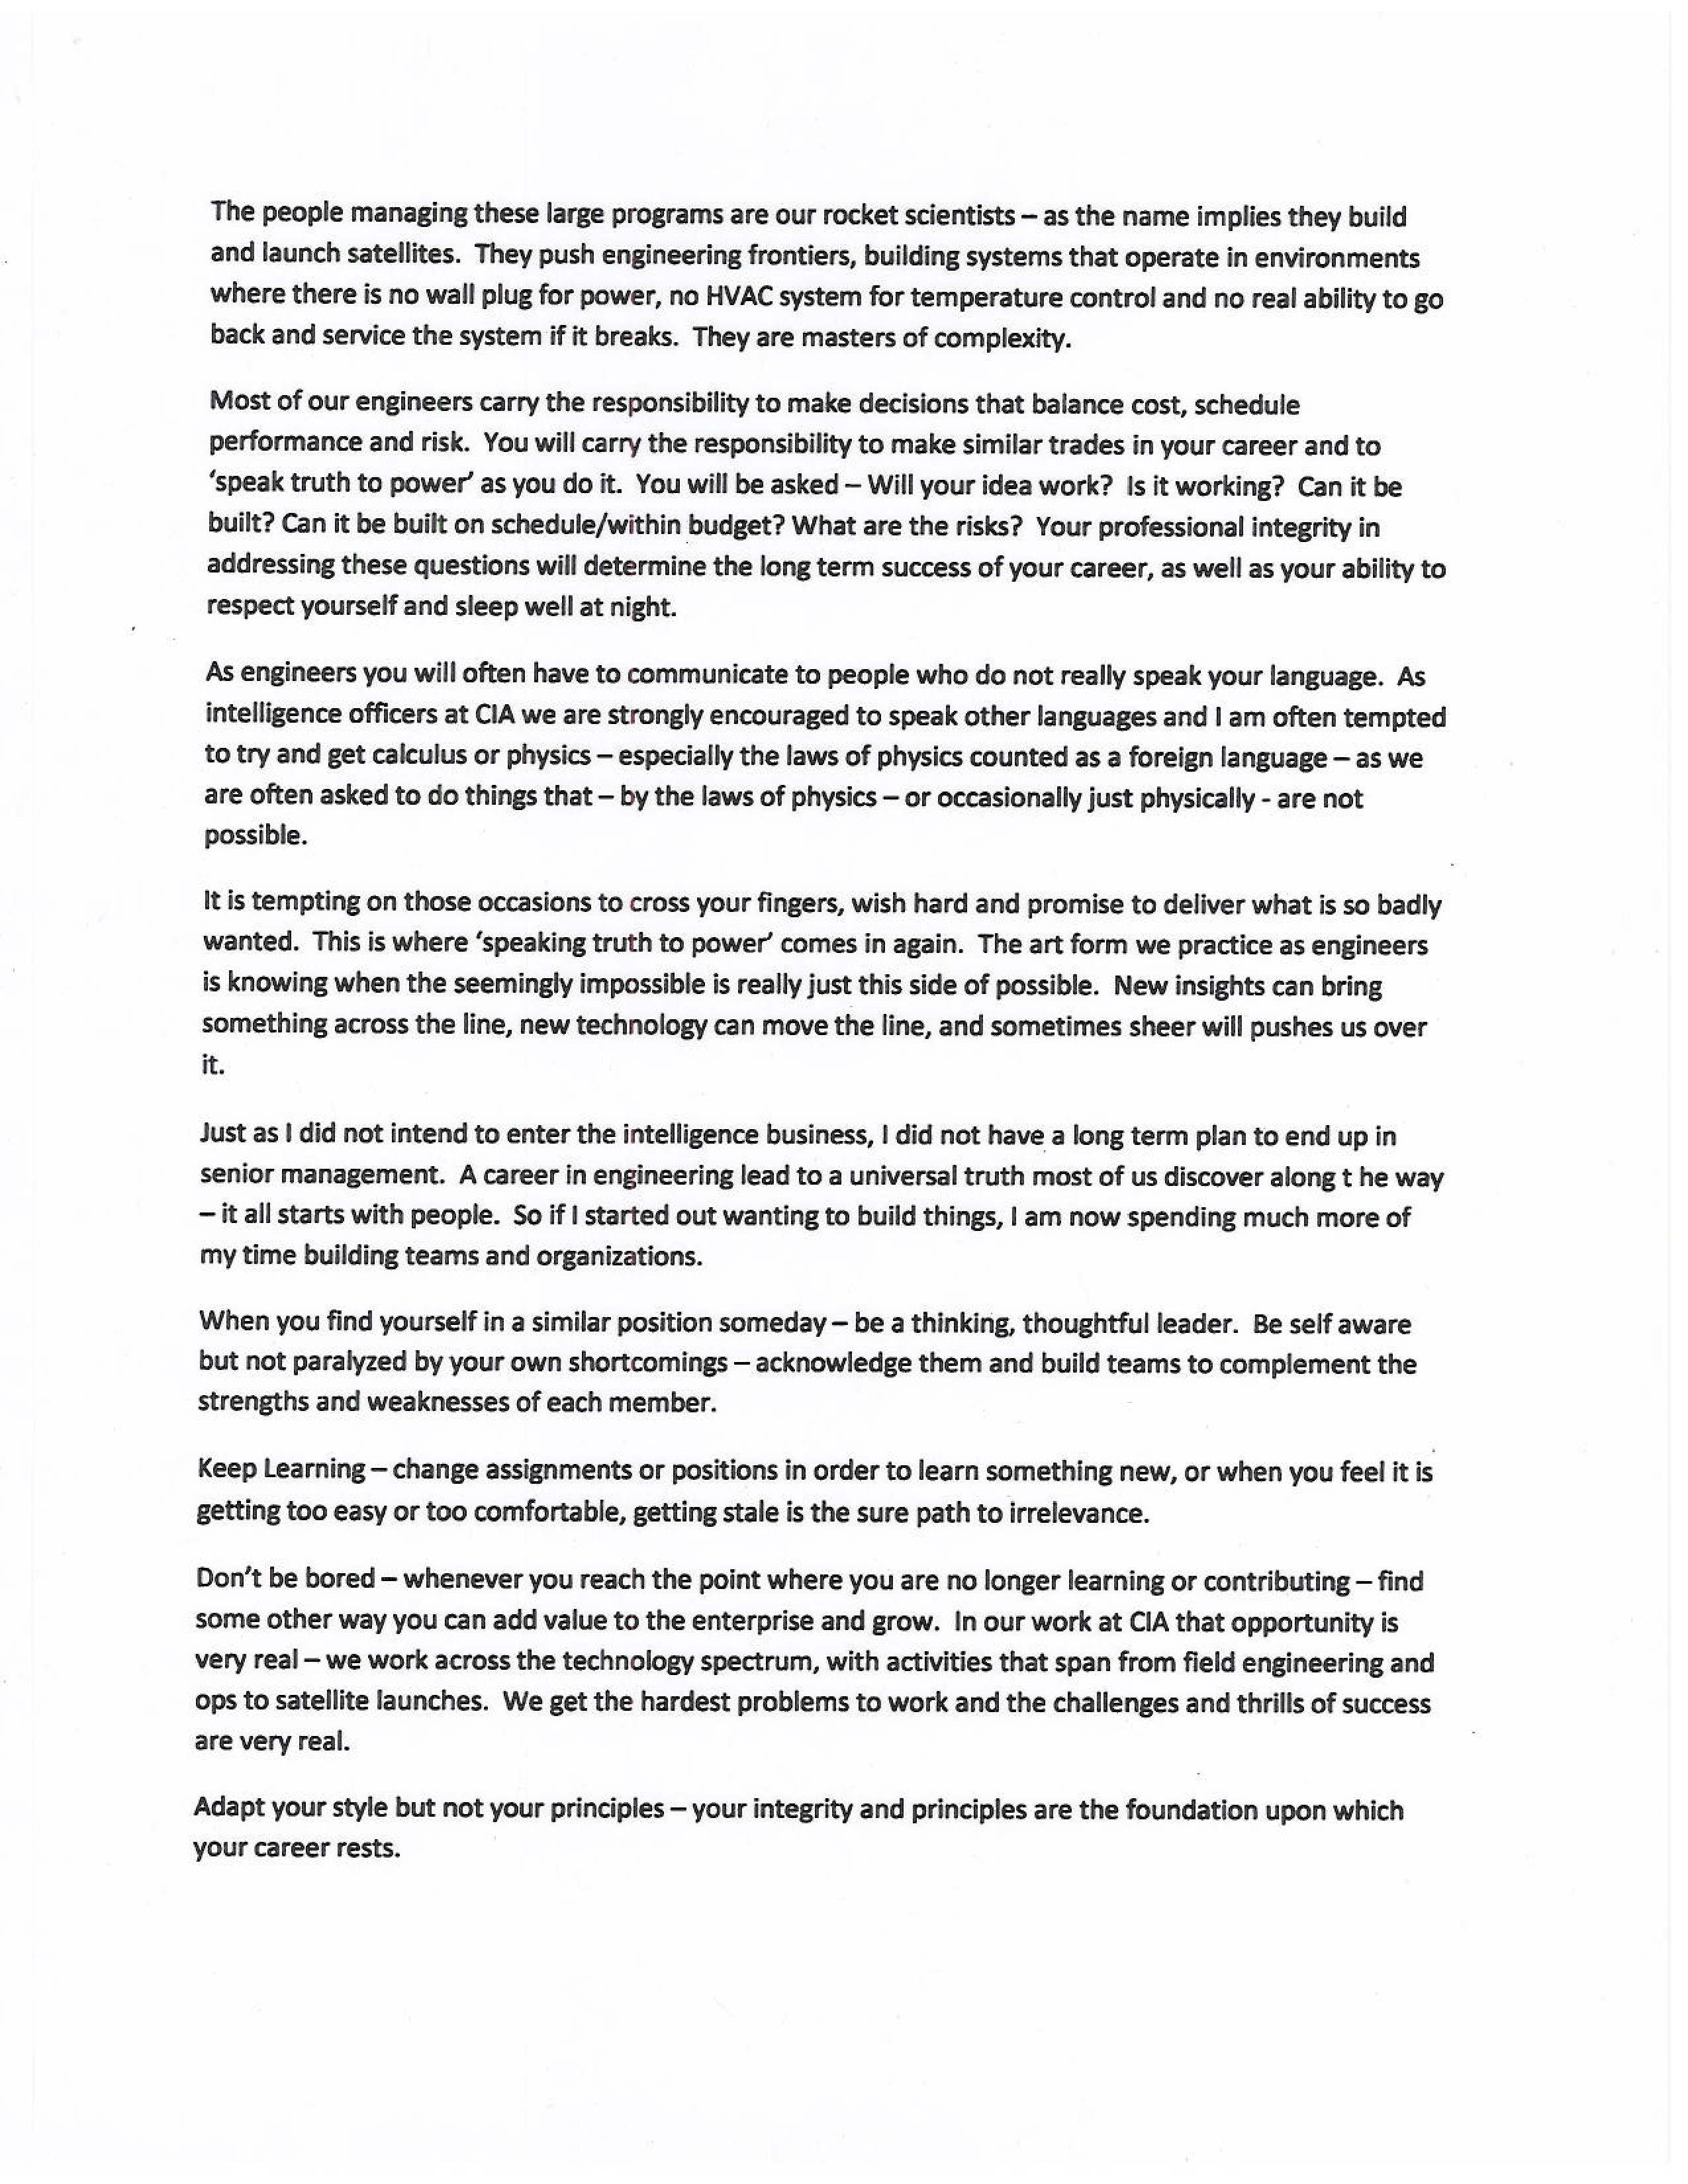 The people managing these large programs are our rocket scientists – as the name implies they build
and launch satellites.  They push engineering frontiers, building systems that operate in environments
where there is no wall plug for power, no HVAC system for temperature control and no real ability to go
back and service the system if it breaks.  They are masters of complexity.
Most of our engineers carry the responsibility to make decisions that balance cost, schedule
performance and risk.  You will carry the responsibility to make similar trades in your career and to
‘speak truth to power’ as you do it.  You will be asked – Will your idea work?  Is it working?  Can it be
built? Can it be built on schedule/within budget? What are the risks?  Your professional integrity in
addressing these questions will determine the long term success of your career, as well as your ability to
respect yourself and sleep well at night.
As engineers you will often have to communicate to people who do not really speak your language.  As
intelligence officers at CIA we are strongly encouraged to speak other languages and I am often tempted
to try and get calculus or physics – especially the laws of physics counted as a foreign language – as we
are often asked to do things that – by the laws of physics – or occasionally just physically - are not
possible.
It is tempting on those occasions to cross your fingers, wish hard and promise to deliver what is so badly
wanted.  This is where ‘speaking truth to power’ comes in again.  The art form we practice as engineers
is knowing when the seemingly impossible is really just this side of possible.  New insights can bring
something across the line, new technology can move the line, and sometimes sheer will pushes us over
it.
Just as I did not intend to enter the intelligence business, I did not have a long term plan to end up in
senior management.  A career in engineering lead to a universal truth most of us discover along t he way
– it all starts with people.  So if I started out wanting to build things, I am now spending much more of
my time building teams and organizations.
When you find yourself in a similar position someday – be a thinking, thoughtful leader.  Be self aware
but not paralyzed by your own shortcomings – acknowledge them and build teams to complement the
strengths and weaknesses of each member.
Keep Learning – change assignments or positions in order to learn something new, or when you feel it is
getting too easy or too comfortable, getting stale is the sure path to irrelevance.
Don’t be bored – whenever you reach the point where you are no longer learning or contributing – find
some other way you can add value to the enterprise and grow.  In our work at CIA that opportunity is
very real – we work across the technology spectrum, with activities that span from field engineering and
ops to satellite launches.  We get the hardest problems to work and the challenges and thrills of success
are very real.
Adapt your style but not your principles – your integrity and principles are the foundation upon which
your career rests.